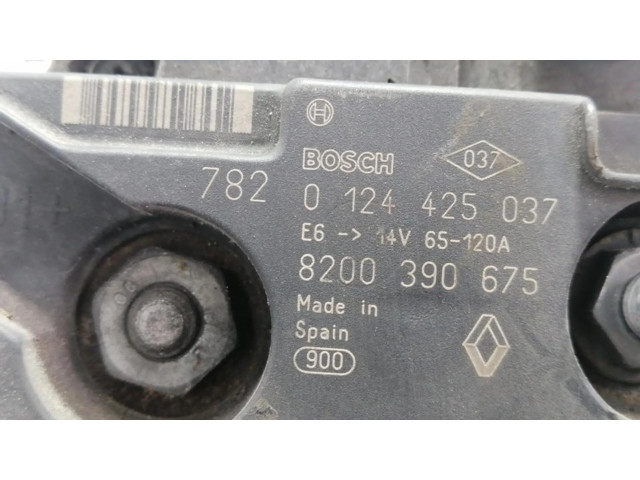 BOSCH
037
782 0 124 425 037
E6 -> 14V 65-120A
8200 390 675
Made in
Spain
900